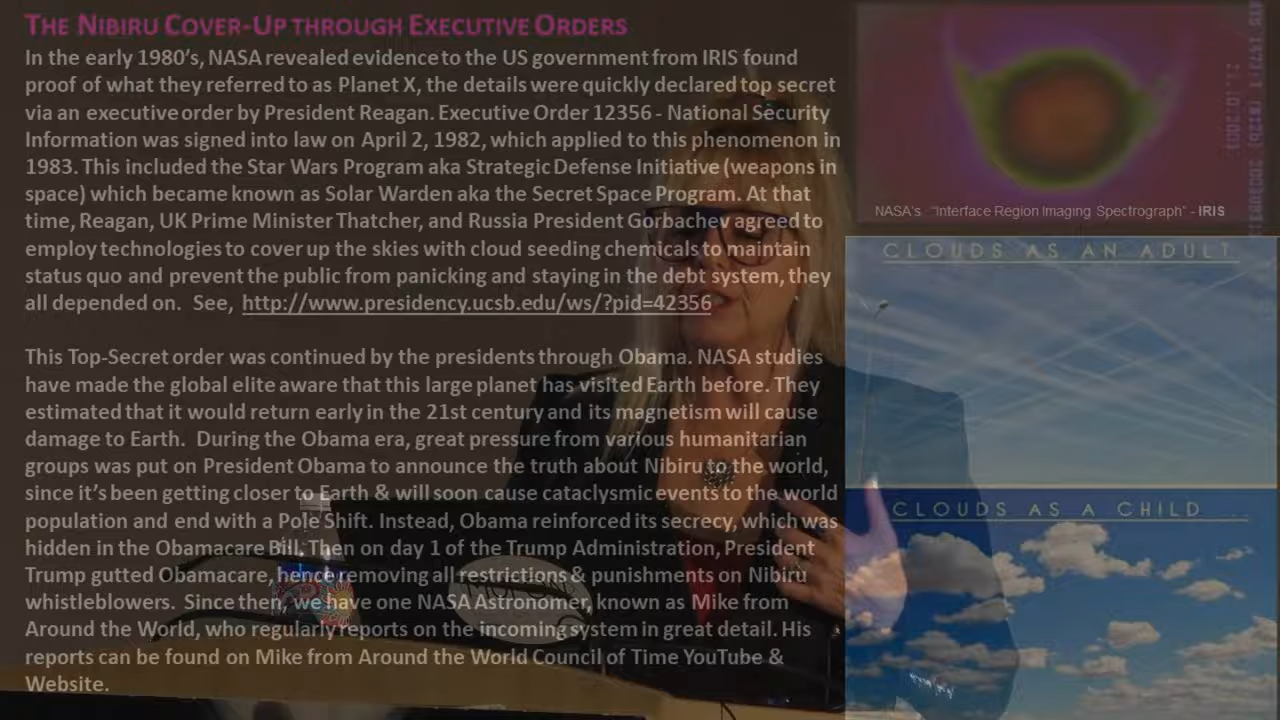 THE NIBIRU COVER-UP THROUGH EXECUTIVE ORDERS
In the early 1980's, NASA revealed evidence to the US government from IRIS found
proof of what they referred to as Planet X, the details were quickly declared top secret
via an executive order by President Reagan. Executive Order 12356 - National Security
Information was signed into law on April 2, 1982, which applied to this phenomenon in
1983. This included the Star Wars Program aka Strategic Defense Initiative (weapons in
space) which became known as Solar Warden aka the Secret Space Program. At that
time, Reagan, UK Prime Minister Thatcher, and Russia President Gorbachev agreed to
employ technologies to cover up the skies with cloud seeding chemicals to maintain
status quo and prevent the public from panicking and staying in the debt system, they
all depended on. See, http://www.presidency.ucsb.edu/ws/?pid=42356
This Top-Secret order was continued by the presidents through Obama. NASA studies
have made the global elite aware that this large planet has visited Earth before. They
estimated that it would return early in the 21st century and its magnetism will cause
damage to Earth. During the Obama era, great pressure from various humanitarian
groups was put on President Obama to announce the truth about Nibiru to the world,
since it's been getting closer to Earth & will soon cause cataclysmic events to the world
population and end with a Pole Shift. Instead, Obama reinforced its secrecy, which was
hidden in the Obamacare Bill. Then on day 1 of the Trump Administration, President
Trump gutted Obamacare, hence removing all restrictions & punishments on Nibiru
whistleblowers. Since then, we have one NASA Astronomer, known as Mike from
Around the World, who regularly reports on the incoming system in great detail. His
reports can be found on Mike from Around the World Council of Time YouTube &
Website.
NASA's "Interface Region Imaging Spectrograph" - IRIS
CLOUDS AS AN ADULT
CLOUDS AS A CHILD